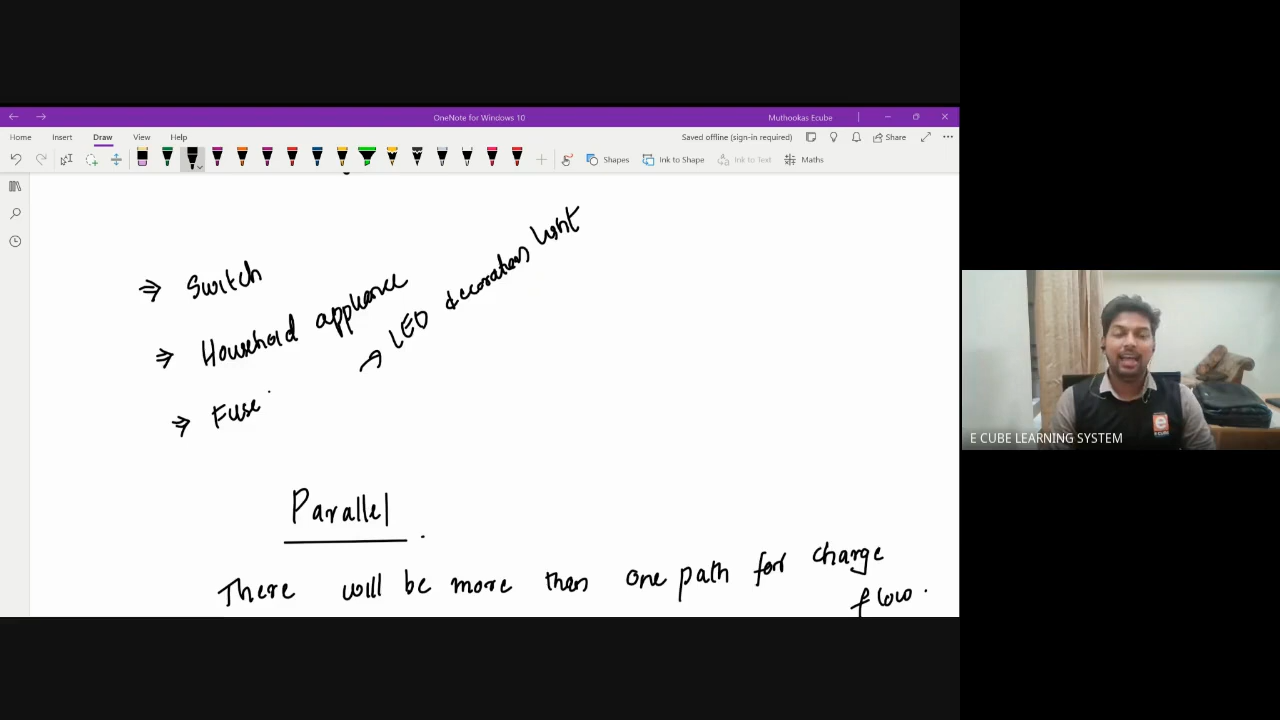 OneNote for Windows 10
Muthookas Ecube
Home Insert Draw View Help
Saved offline (sign-in required)
Share
Shapes
Ink to Shape
Ink to Text
Maths
⇒ Switch
⇒ Household appliance
→ LED decorations light
⇒ Fuse
Parallel
There will be more than one path for charge
flow.
E CUBE LEARNING SYSTEM